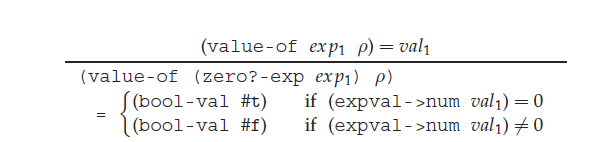 (value-of exp₁ ρ) = val₁
(value-of (zero?-exp exp₁) ρ)
= { (bool-val #t) if (expval->num val₁) = 0
(bool-val #f) if (expval->num val₁) ≠ 0